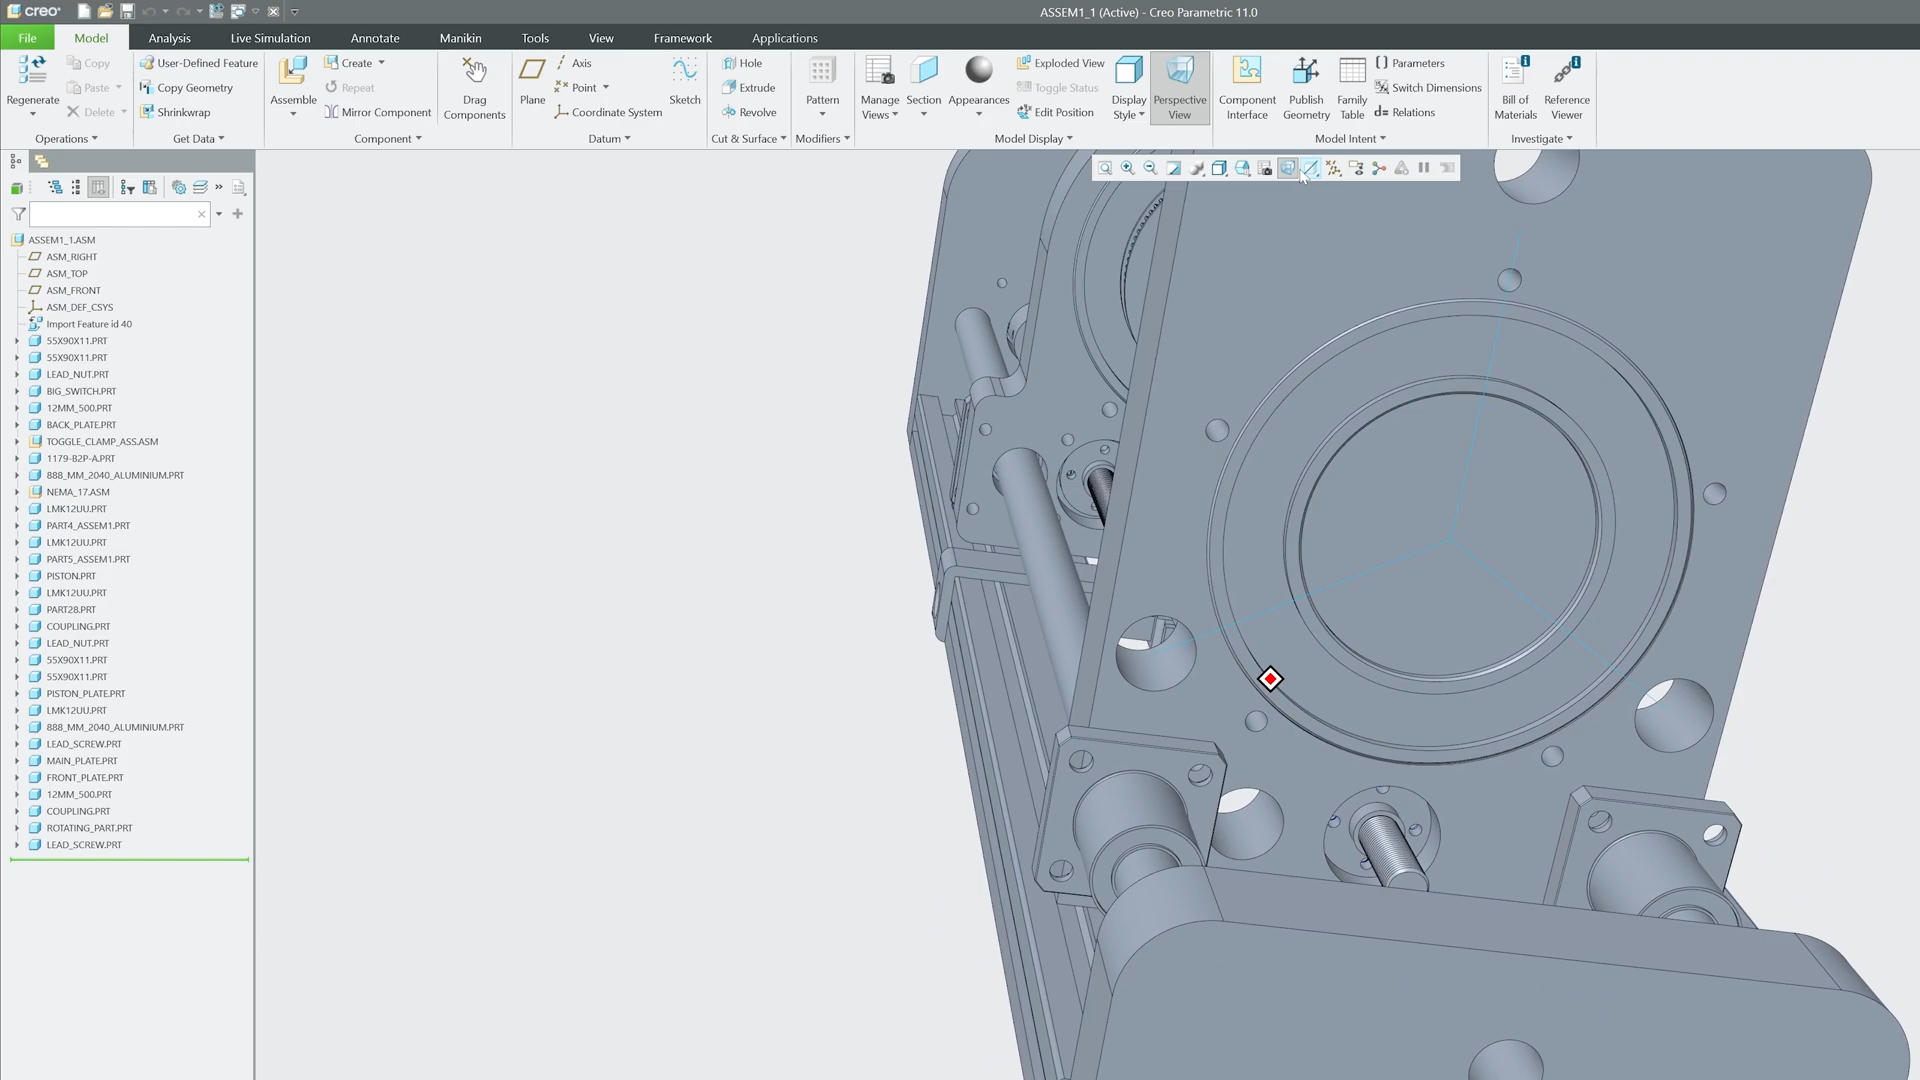 creo
ASSEM1_1 (Active) - Creo Parametric 11.0
File Model Analysis Live Simulation Annotate Manikin Tools View Framework Applications
Regenerate
Copy
Paste
Delete
Operations
User-Defined Feature
Copy Geometry
Shrinkwrap
Get Data
Assemble
Create
Repeat
Mirror Component
Component
Drag Components
Plane
Axis
Point
Coordinate System
Sketch
Datum
Hole
Extrude
Revolve
Cut & Surface
Pattern
Modifiers
Manage Views
Section
Appearances
Exploded View
Toggle Status
Edit Position
Display Style
Perspective View
Model Display
Component Interface
Publish Geometry
Family Table
Parameters
Switch Dimensions
Relations
Model Intent
Bill of Materials
Reference Viewer
Investigate
ASSEM1_1.ASM
ASM_RIGHT
ASM_TOP
ASM_FRONT
ASM_DEF_CSYS
Import Feature id 40
55X90X11.PRT
55X90X11.PRT
LEAD_NUT.PRT
BIG_SWITCH.PRT
12MM_500.PRT
BACK_PLATE.PRT
TOGGLE_CLAMP_ASS.ASM
1179-B2P-A.PRT
888_MM_2040_ALUMINIUM.PRT
NEMA_17.ASM
LMK12UU.PRT
PART4_ASSEM1.PRT
LMK12UU.PRT
PART5_ASSEM1.PRT
PISTON.PRT
LMK12UU.PRT
PART28.PRT
COUPLING.PRT
LEAD_NUT.PRT
55X90X11.PRT
55X90X11.PRT
PISTON_PLATE.PRT
LMK12UU.PRT
888_MM_2040_ALUMINIUM.PRT
LEAD_SCREW.PRT
MAIN_PLATE.PRT
FRONT_PLATE.PRT
12MM_500.PRT
COUPLING.PRT
ROTATING_PART.PRT
LEAD_SCREW.PRT